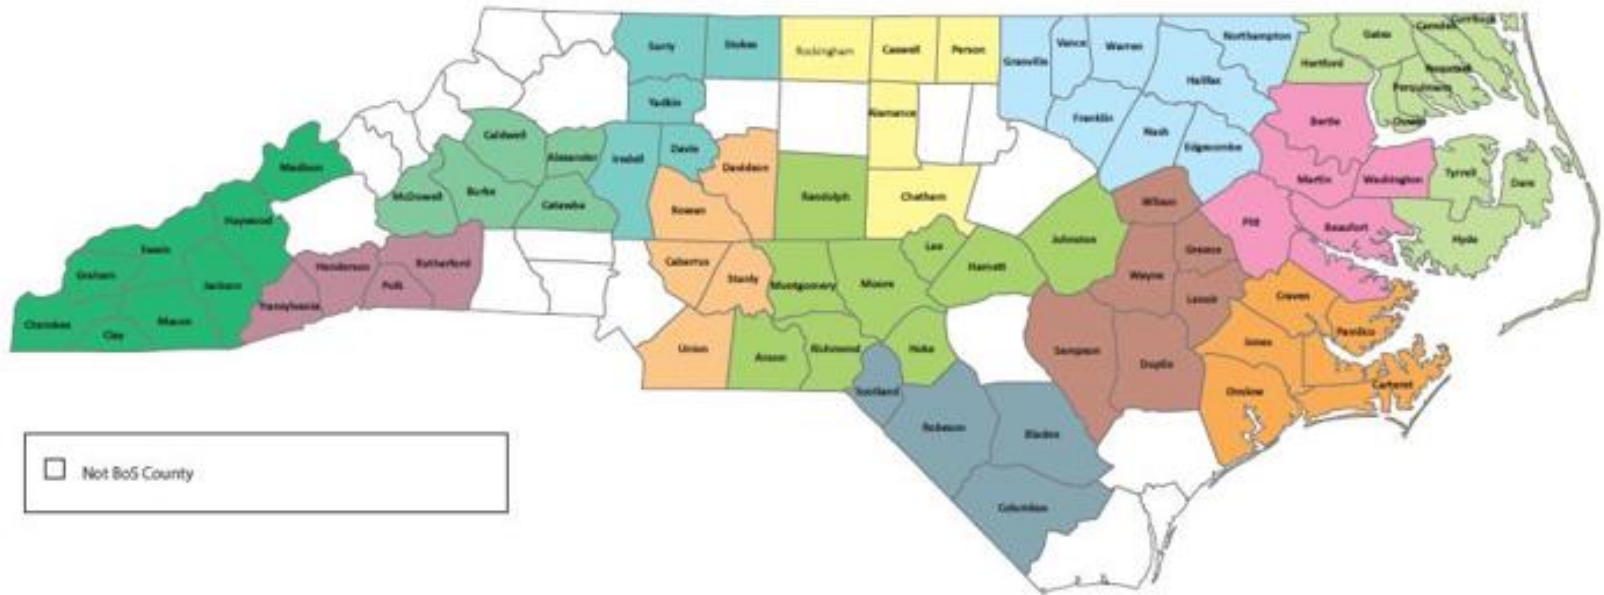 Surry
Stokes
Rockingham
Caswell
Person
Granville
Vance
Warren
Northampton
Halifax
Hertford
Gates
Camden
Currituck
Pasquotank
Perquimans
Chowan
Yadkin
Alamance
Franklin
Nash
Edgecombe
Bertie
Martin
Washington
Tyrrell
Dare
Hyde
Madison
Caldwell
Alexander
Iredell
Davie
Davidson
McDowell
Burke
Catawba
Rowan
Randolph
Chatham
Wilson
Pitt
Beaufort
Haywood
Swain
Graham
Jackson
Cherokee
Clay
Macon
Transylvania
Henderson
Polk
Rutherford
Cabarrus
Stanly
Montgomery
Moore
Lee
Harnett
Johnston
Wayne
Greene
Lenoir
Craven
Pamlico
Jones
Carteret
Onslow
Union
Anson
Richmond
Hoke
Scotland
Sampson
Duplin
Robeson
Bladen
Columbus
Not BoS County